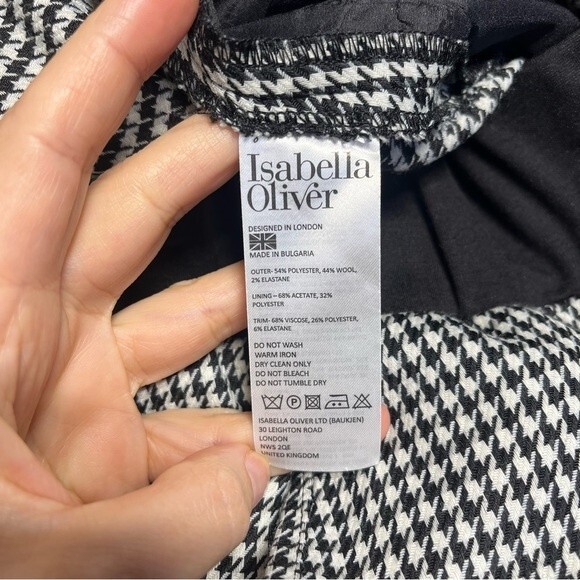 Isabella
Oliver
DESIGNED IN LONDON
MADE IN BULGARIA
OUTER- 54% POLYESTER, 44% WOOL,
2% ELASTANE
LINING – 68% ACETATE, 32%
POLYESTER
TRIM- 68% VISCOSE, 26% POLYESTER,
6% ELASTANE
DO NOT WASH
WARM IRON
DRY CLEAN ONLY
DO NOT BLEACH
DO NOT TUMBLE DRY
P
ISABELLA OLIVER LTD (BAUKJEN)
30 LEIGHTON ROAD
LONDON
NW5 2QE
UNITED KINGDOM